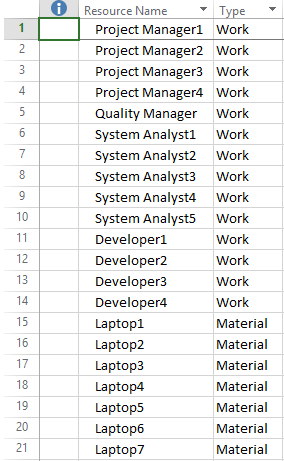 Resource Name Type
1 Project Manager1 Work
2 Project Manager2 Work
3 Project Manager3 Work
4 Project Manager4 Work
5 Quality Manager Work
6 System Analyst1 Work
7 System Analyst2 Work
8 System Analyst3 Work
9 System Analyst4 Work
10 System Analyst5 Work
11 Developer1 Work
12 Developer2 Work
13 Developer3 Work
14 Developer4 Work
15 Laptop1 Material
16 Laptop2 Material
17 Laptop3 Material
18 Laptop4 Material
19 Laptop5 Material
20 Laptop6 Material
21 Laptop7 Material